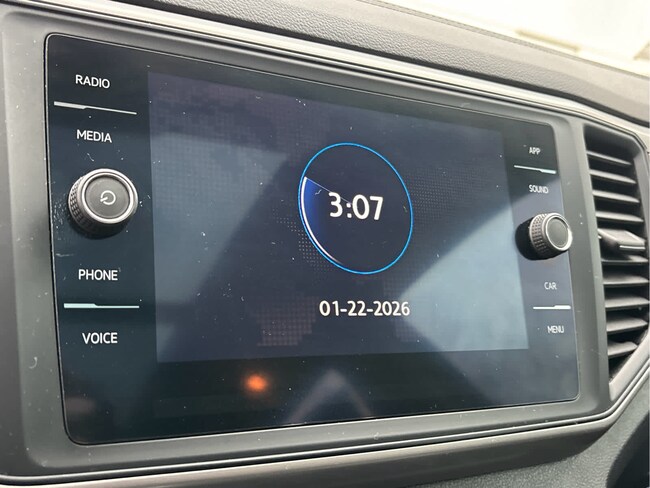 RADIO
MEDIA
PHONE
VOICE
3:07
01-22-2026
APP
SOUND
CAR
MENU